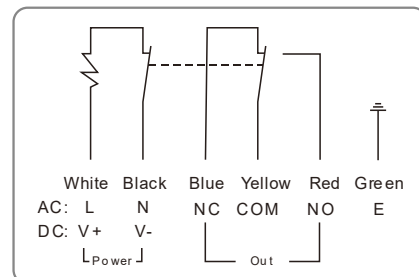 White Black Blue Yellow Red Green
AC: L N NC COM NO E
DC: V+ V-
Power Out